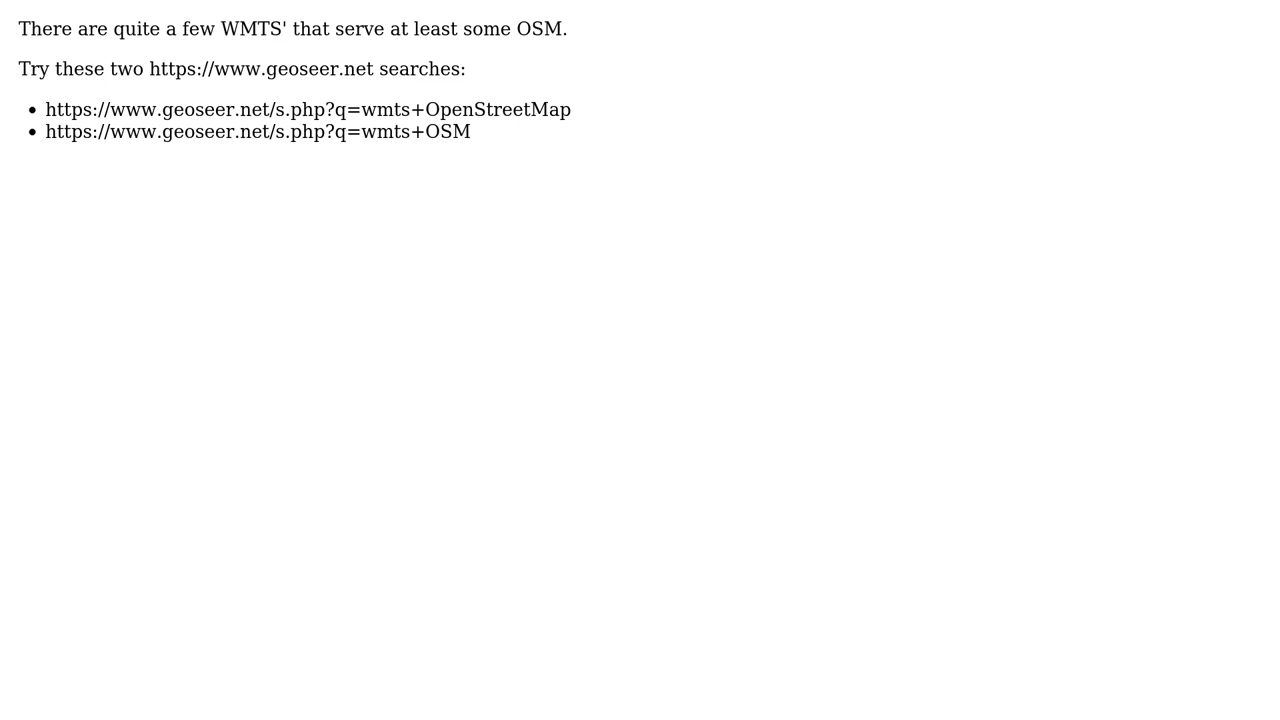 There are quite a few WMTS' that serve at least some OSM.
Try these two https://www.geoseer.net searches:
• https://www.geoseer.net/s.php?q=wmts+OpenStreetMap
• https://www.geoseer.net/s.php?q=wmts+OSM